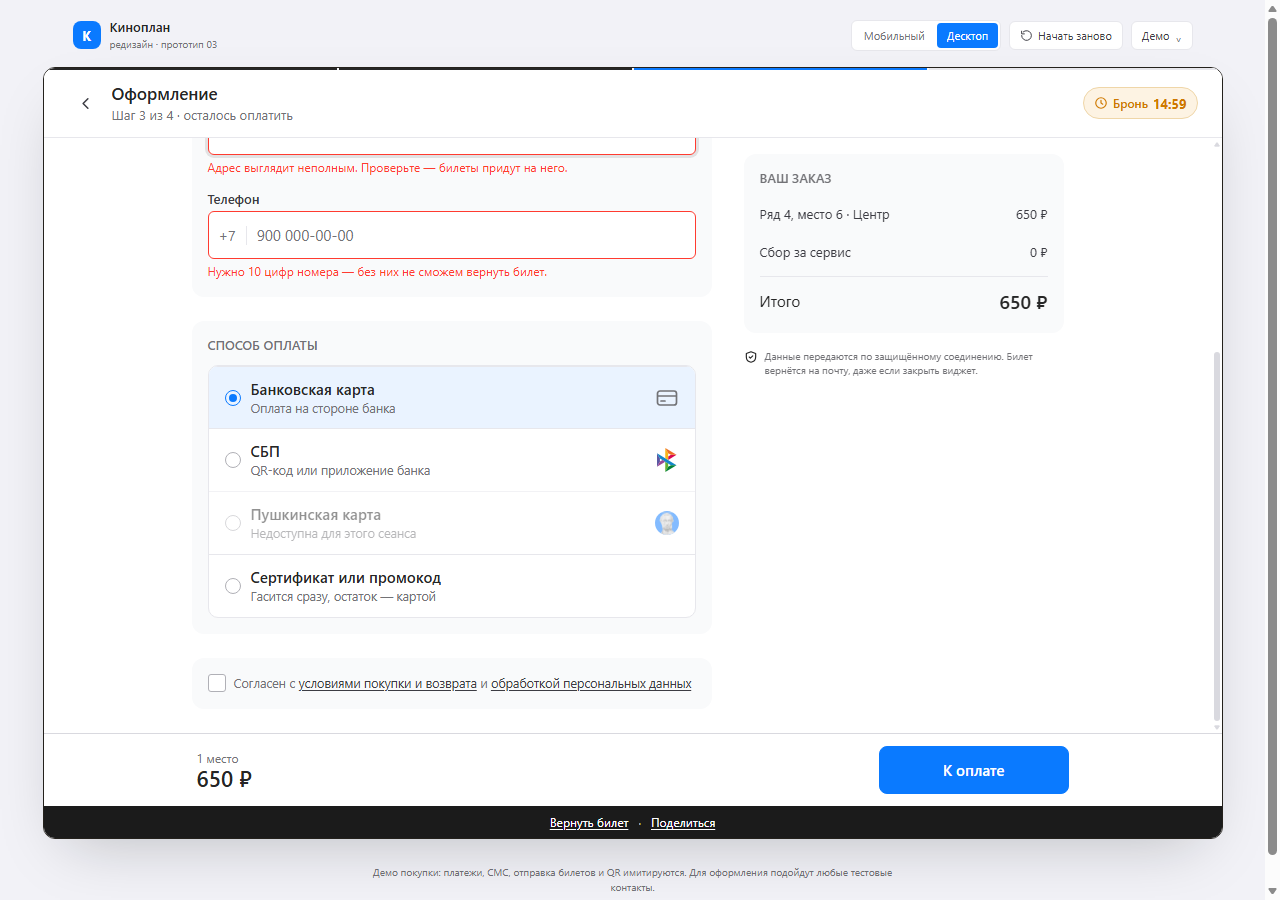 K
Киноплан
редизайн · прототип 03
Мобильный
Десктоп
Начать заново
Демо
Оформление
Шаг 3 из 4 · осталось оплатить
Бронь 14:59
Адрес выглядит неполным. Проверьте — билеты придут на него.
Телефон
+7 900 000-00-00
Нужно 10 цифр номера — без них не сможем вернуть билет.
СПОСОБ ОПЛАТЫ
Банковская карта
Оплата на стороне банка
СБП
QR-код или приложение банка
Пушкинская карта
Недоступна для этого сеанса
Сертификат или промокод
Гасится сразу, остаток — картой
Согласен с условиями покупки и возврата и обработкой персональных данных
ВАШ ЗАКАЗ
Ряд 4, место 6 · Центр 650 ₽
Сбор за сервис 0 ₽
Итого 650 ₽
Данные передаются по защищённому соединению. Билет
вернётся на почту, даже если закрыть виджет.
1 место
650 ₽
К оплате
Вернуть билет · Поделиться
Демо покупки: платежи, СМС, отправка билетов и QR имитируются. Для оформления подойдут любые тестовые
контакты.